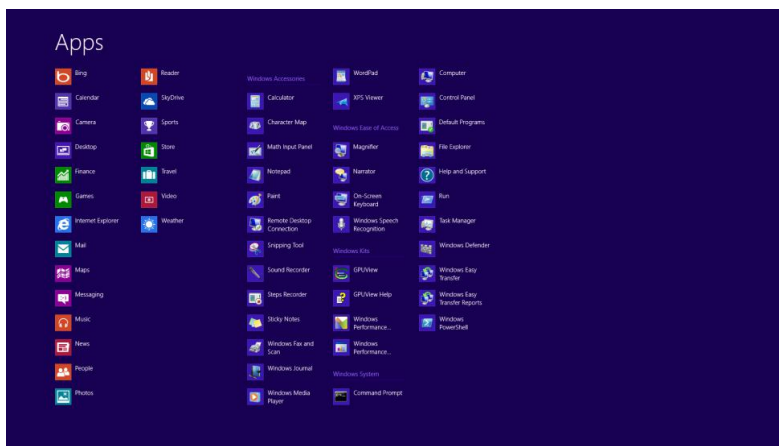 Apps
Bing
Calendar
Camera
Desktop
Finance
Games
Internet Explorer
Mail
Maps
Messaging
Music
News
People
Photos
Reader
SkyDrive
Sports
Store
Travel
Video
Weather
Windows Accessories
Calculator
Character Map
Math Input Panel
Notepad
Paint
Remote Desktop
Connection
Snipping Tool
Sound Recorder
Steps Recorder
Sticky Notes
Windows Fax and
Scan
Windows Journal
Windows Media
Player
WordPad
XPS Viewer
Windows Ease of Access
Magnifier
Narrator
On-Screen
Keyboard
Windows Speech
Recognition
Windows Kits
GPUView
GPUView Help
Windows
Performance...
Windows
Performance...
Windows System
Command Prompt
Computer
Control Panel
Default Programs
File Explorer
Help and Support
Run
Task Manager
Windows Defender
Windows Easy
Transfer
Windows Easy
Transfer Reports
Windows
PowerShell